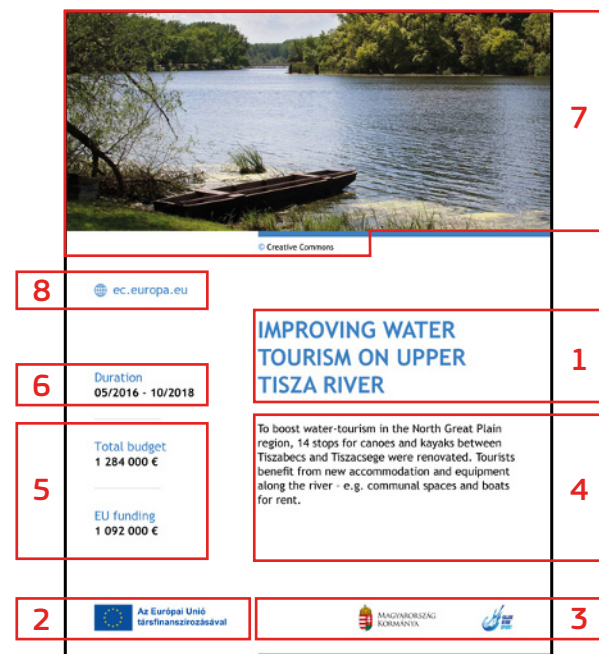 7
© Creative Commons
8
ec.europa.eu
IMPROVING WATER
TOURISM ON UPPER
TISZA RIVER
1
6
Duration
05/2016 - 10/2018
To boost water-tourism in the North Great Plain
region, 14 stops for canoes and kayaks between
Tiszabecs and Tiszacsege were renovated. Tourists
benefit from new accommodation and equipment
along the river - e.g. communal spaces and boats
for rent.
4
5
Total budget
1 284 000 €
EU funding
1 092 000 €
2
Az Európai Unió
társfinanszírozásával
MAGYARORSZÁG
KORMÁNYA
3